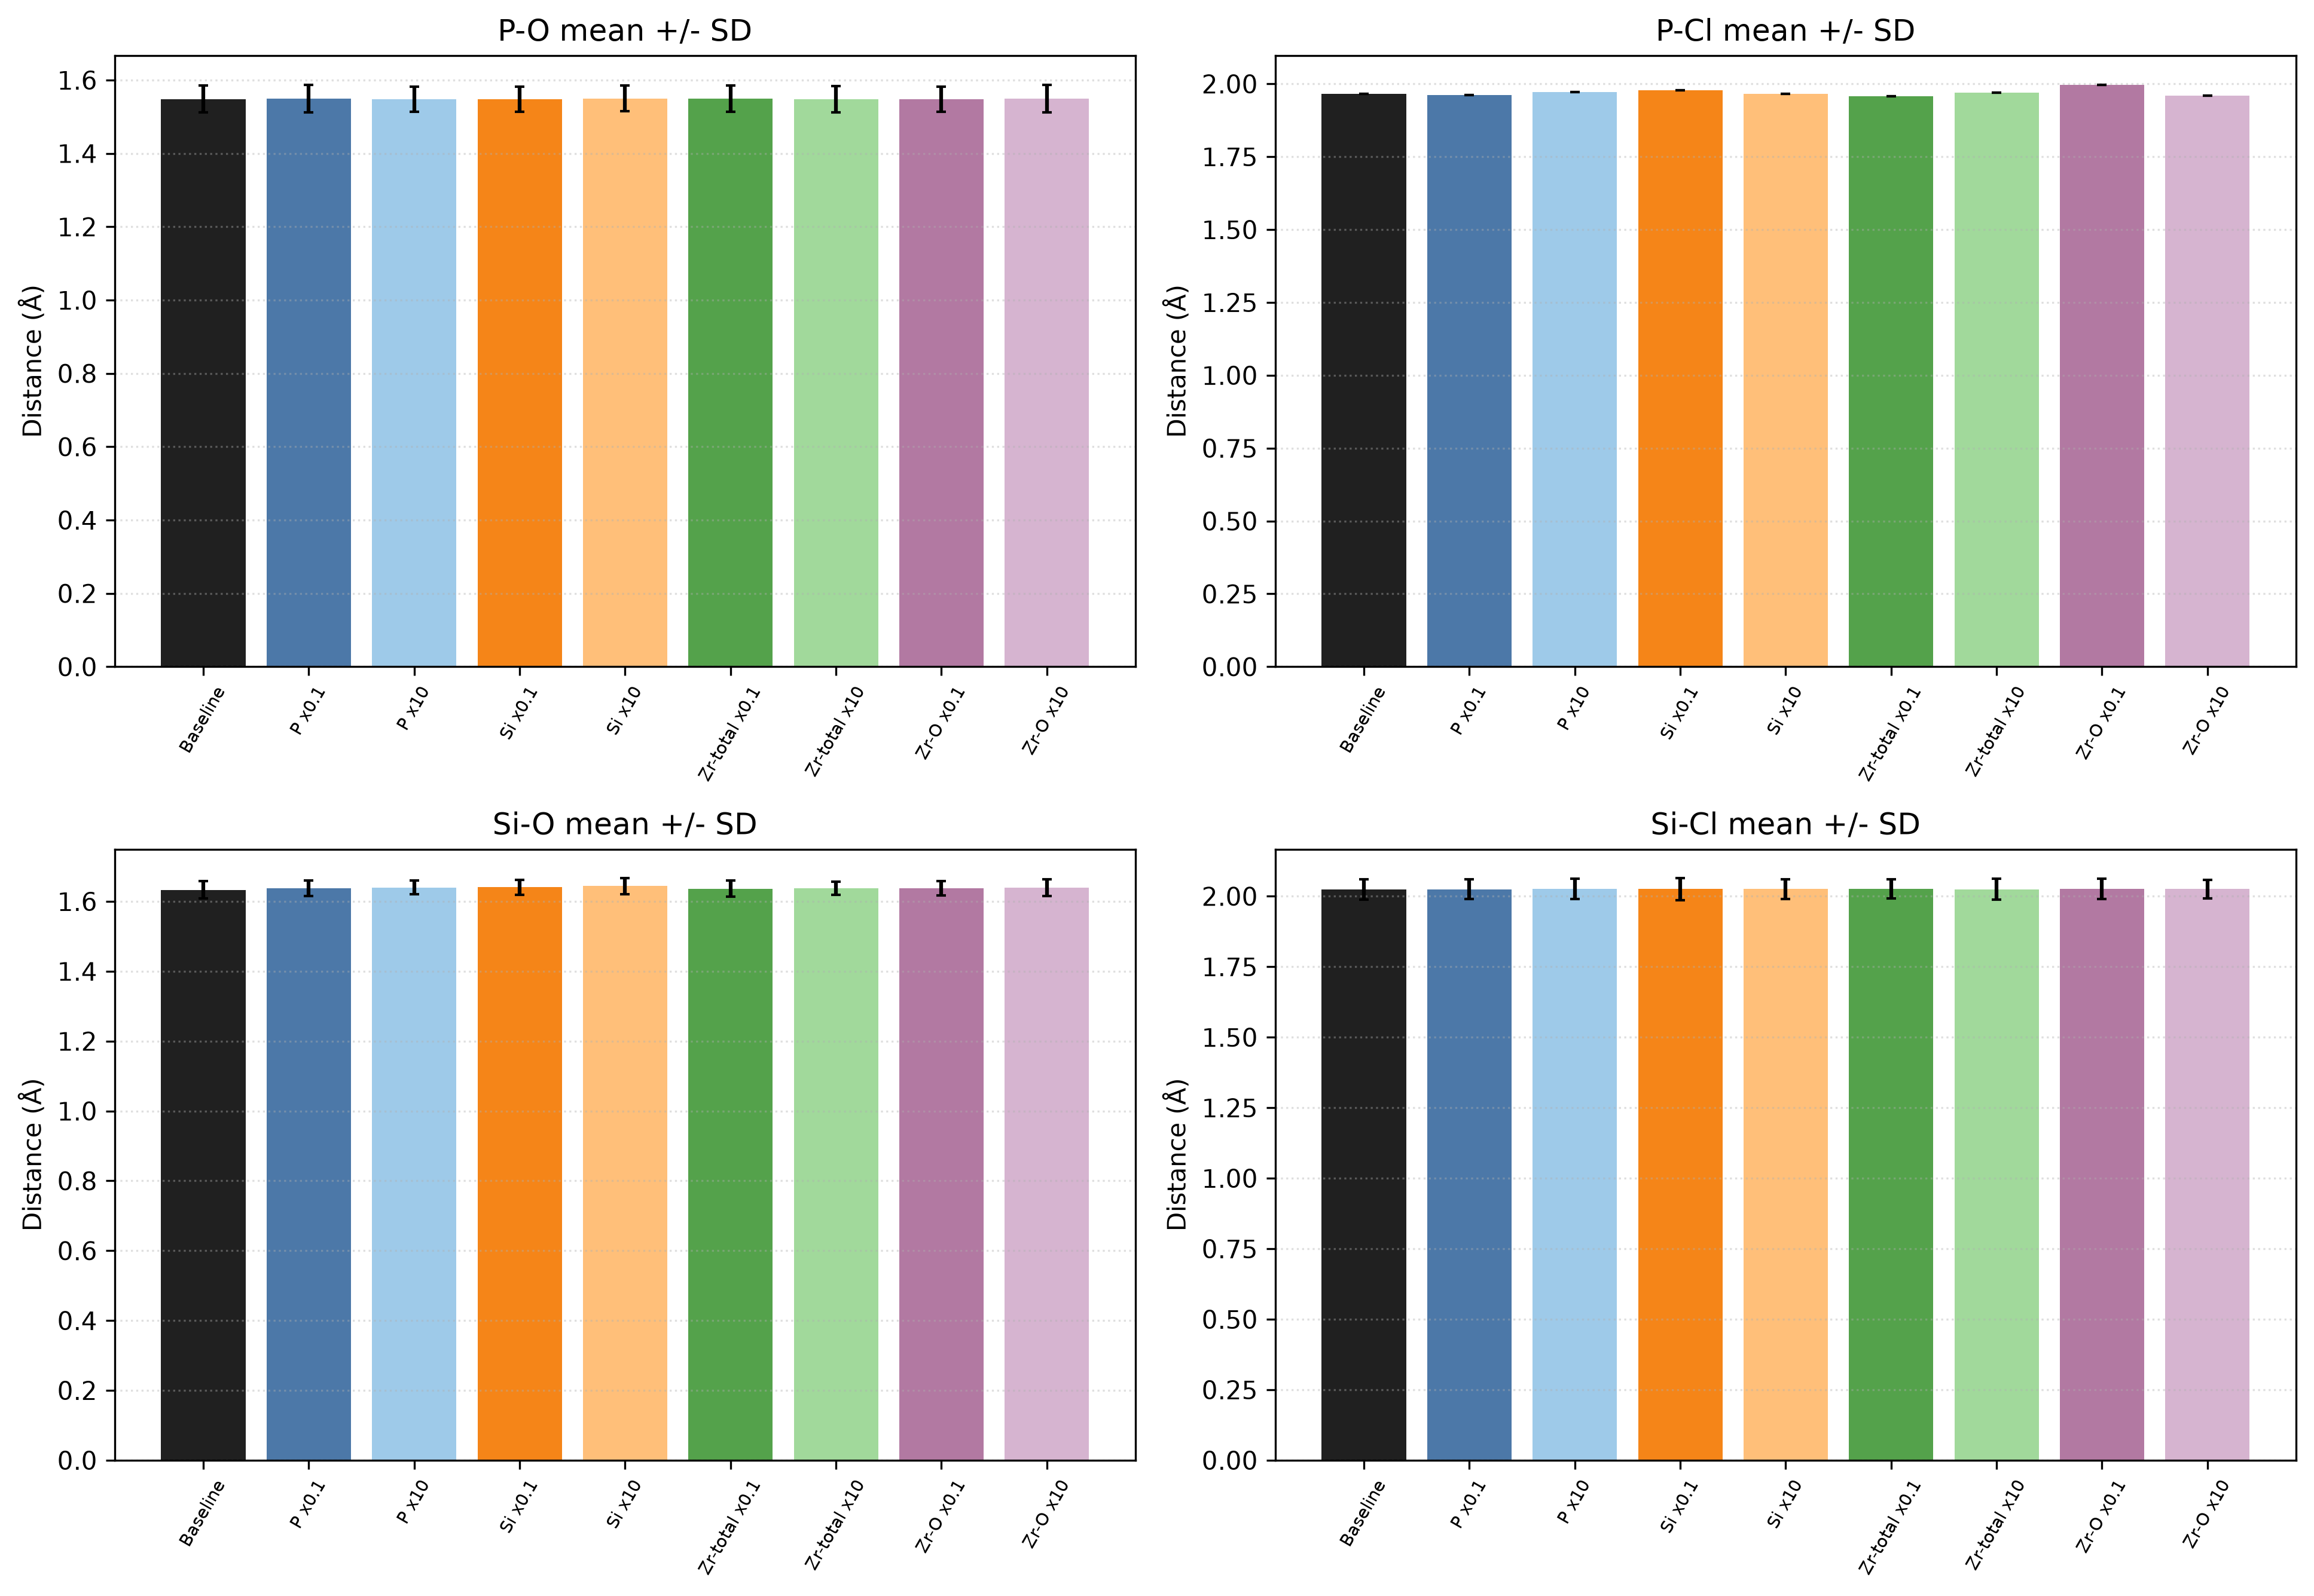 P-O mean +/- SD
Distance (Å)
1.6
1.4
1.2
1.0
0.8
0.6
0.4
0.2
0.0
Baseline
P x0.1
P x10
Si x0.1
Si x10
Zr-total x0.1
Zr-total x10
Zr-O x0.1
Zr-O x10
P-Cl mean +/- SD
Distance (Å)
2.00
1.75
1.50
1.25
1.00
0.75
0.50
0.25
0.00
Baseline
P x0.1
P x10
Si x0.1
Si x10
Zr-total x0.1
Zr-total x10
Zr-O x0.1
Zr-O x10
Si-O mean +/- SD
Distance (Å)
1.6
1.4
1.2
1.0
0.8
0.6
0.4
0.2
0.0
Baseline
P x0.1
P x10
Si x0.1
Si x10
Zr-total x0.1
Zr-total x10
Zr-O x0.1
Zr-O x10
Si-Cl mean +/- SD
Distance (Å)
2.00
1.75
1.50
1.25
1.00
0.75
0.50
0.25
0.00
Baseline
P x0.1
P x10
Si x0.1
Si x10
Zr-total x0.1
Zr-total x10
Zr-O x0.1
Zr-O x10